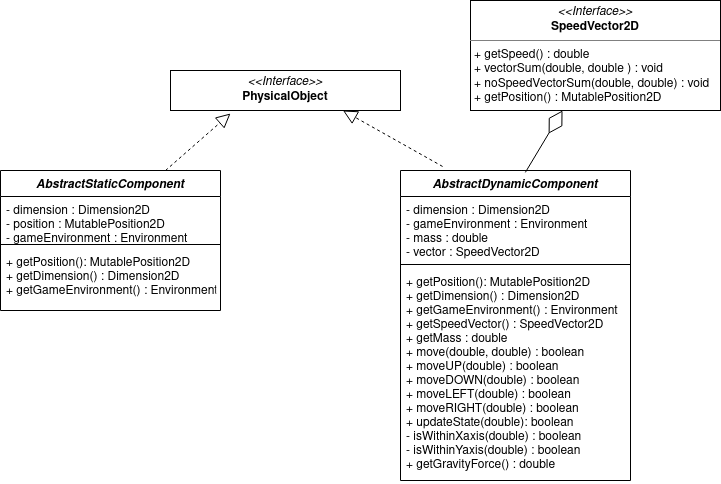 <<Interface>>
SpeedVector2D
+ getSpeed() : double
+ vectorSum(double, double ) : void
+ noSpeedVectorSum(double, double) : void
+ getPosition() : MutablePosition2D
<<Interface>>
PhysicalObject
AbstractStaticComponent
- dimension : Dimension2D
- position : MutablePosition2D
- gameEnvironment : Environment
+ getPosition(): MutablePosition2D
+ getDimension() : Dimension2D
+ getGameEnvironment() : Environment
AbstractDynamicComponent
- dimension : Dimension2D
- gameEnvironment : Environment
- mass : double
- vector : SpeedVector2D
+ getPosition(): MutablePosition2D
+ getDimension() : Dimension2D
+ getGameEnvironment() : Environment
+ getSpeedVector() : SpeedVector2D
+ getMass : double
+ move(double, double) : boolean
+ moveUP(double) : boolean
+ moveDOWN(double) : boolean
+ moveLEFT(double) : boolean
+ moveRIGHT(double) : boolean
+ updateState(double): boolean
- isWithinXaxis(double) : boolean
- isWithinYaxis(double) : boolean
+ getGravityForce() : double